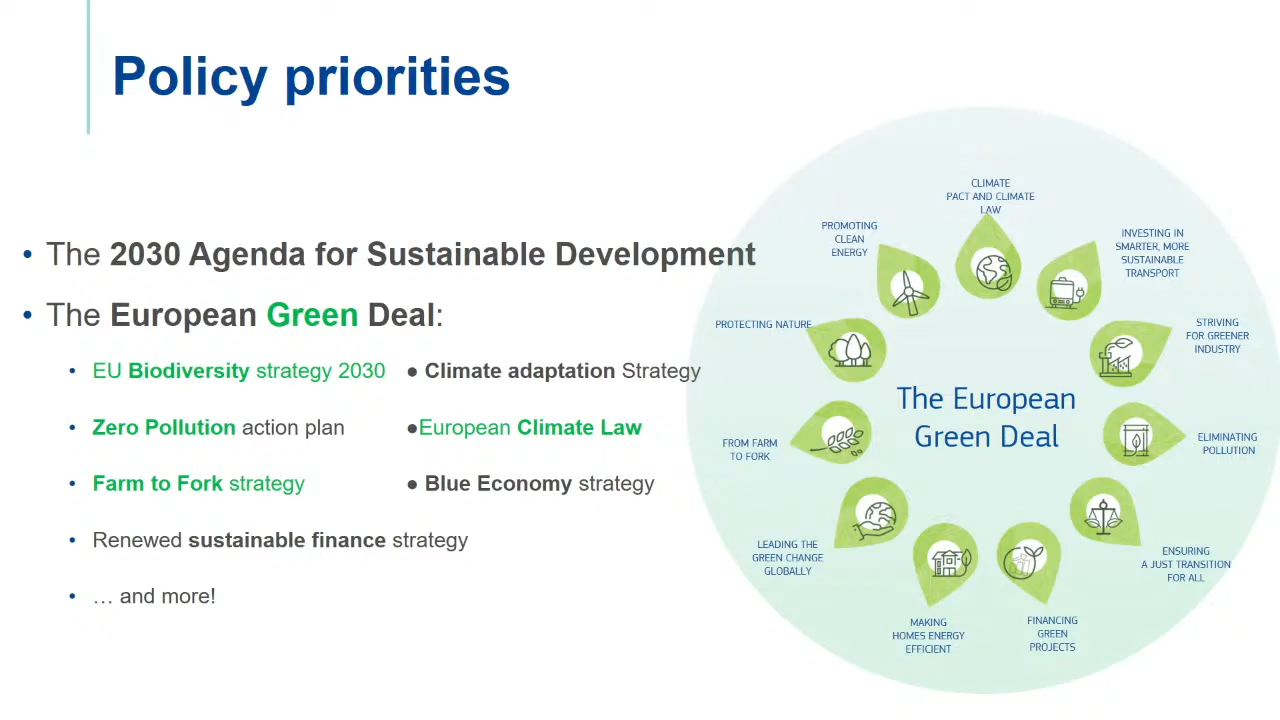 Policy priorities
• The 2030 Agenda for Sustainable Development
• The European Green Deal:
• EU Biodiversity strategy 2030 ● Climate adaptation Strategy
• Zero Pollution action plan ●European Climate Law
• Farm to Fork strategy ● Blue Economy strategy
• Renewed sustainable finance strategy
• … and more!
CLIMATE
PACT AND CLIMATE
LAW
PROMOTING
CLEAN
ENERGY
INVESTING IN
SMARTER, MORE
SUSTAINABLE
TRANSPORT
PROTECTING NATURE
STRIVING
FOR GREENER
INDUSTRY
The European
Green Deal
FROM FARM
TO FORK
ELIMINATING
POLLUTION
LEADING THE
GREEN CHANGE
GLOBALLY
ENSURING
A JUST TRANSITION
FOR ALL
MAKING
HOMES ENERGY
EFFICIENT
FINANCING
GREEN
PROJECTS